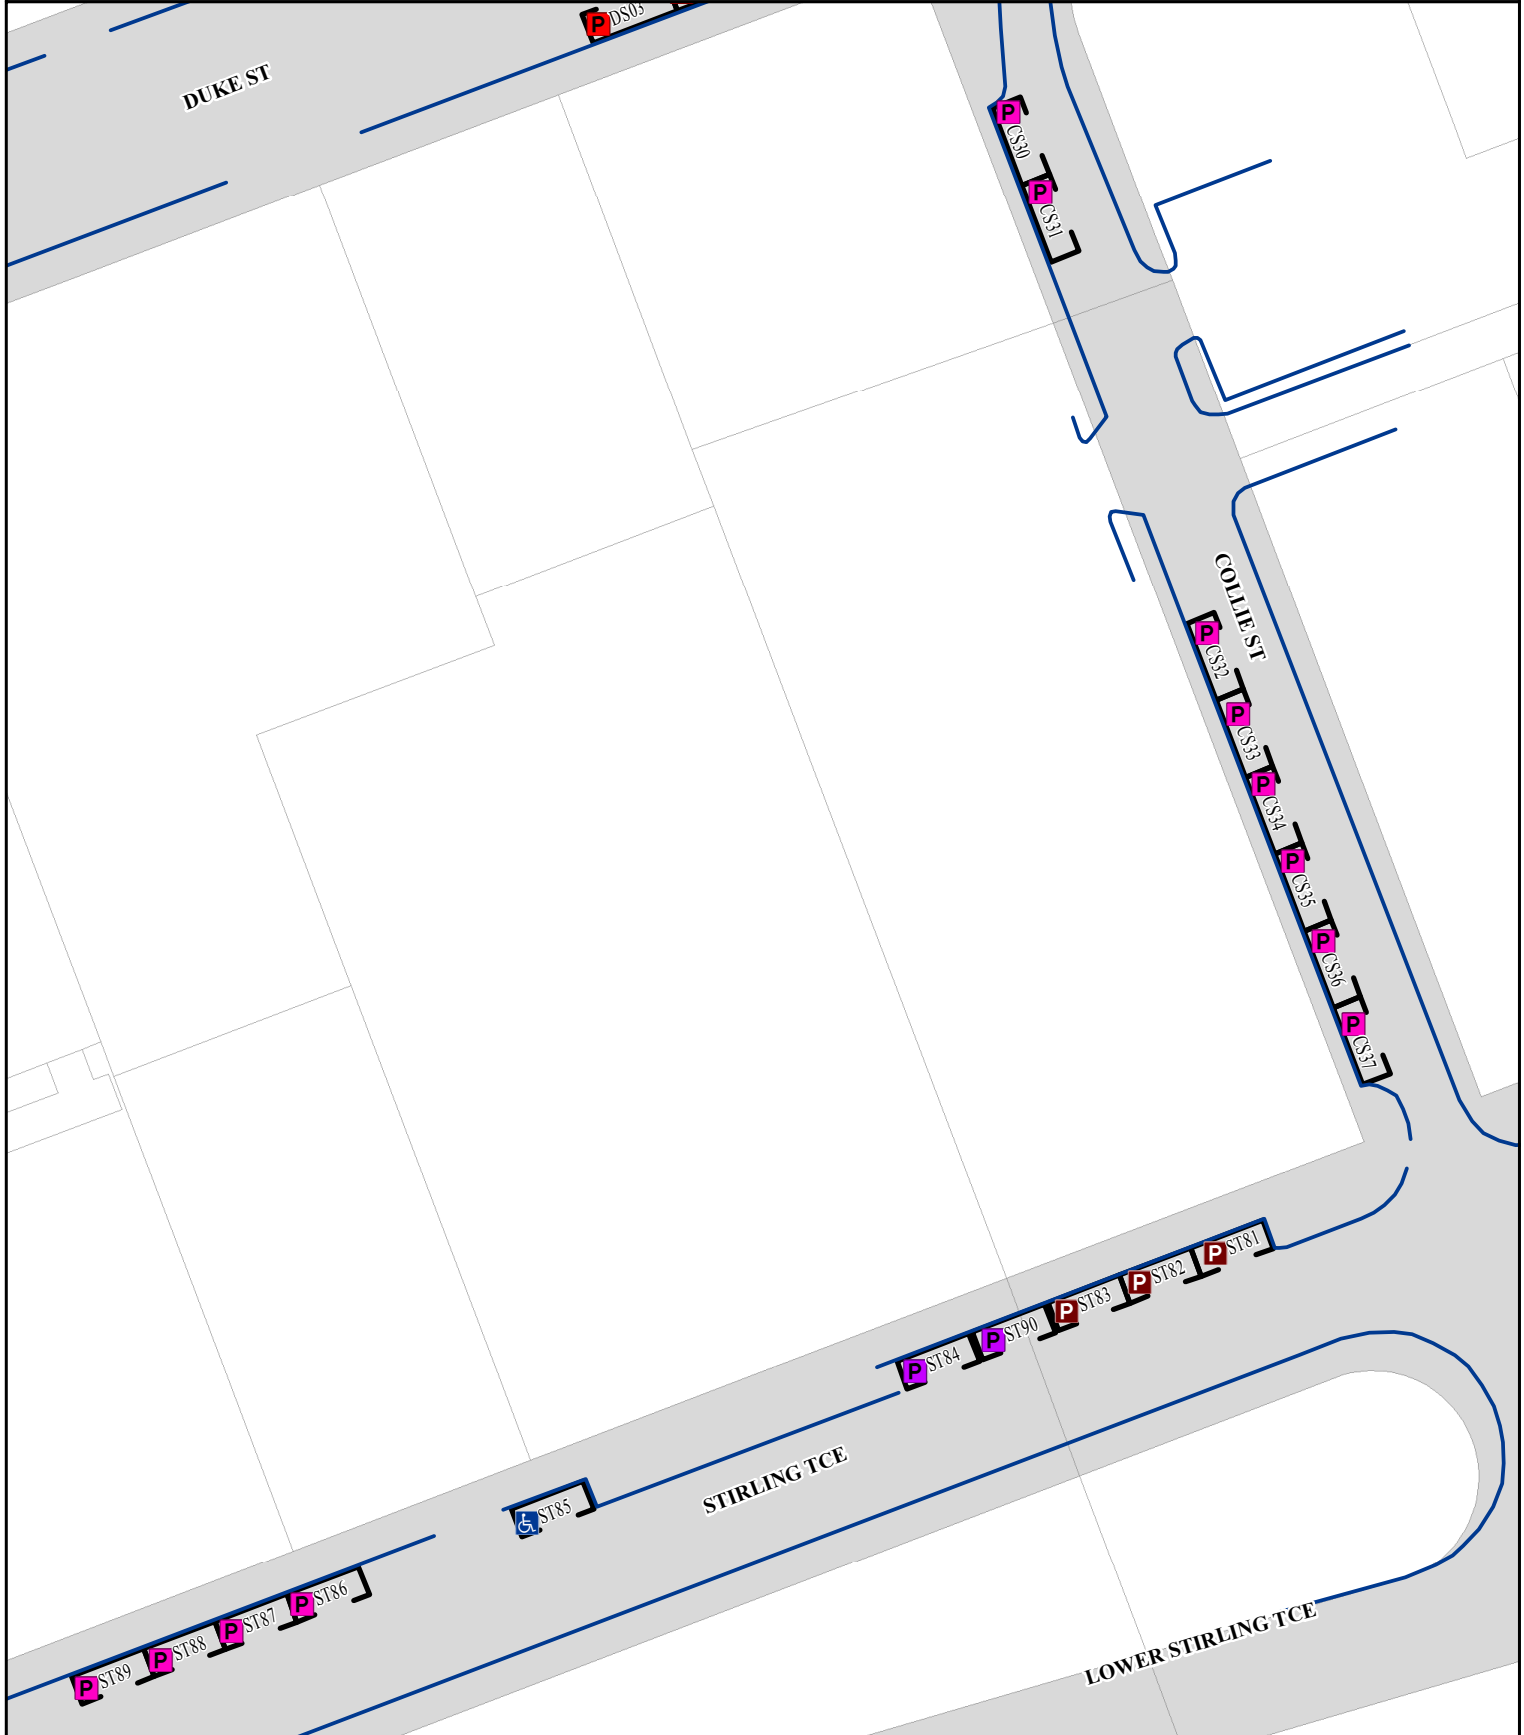 P DS03
DUKE ST
P CS30
P CS31
COLLIE ST
P CS32
P CS33
P CS34
P CS35
P CS36
P CS37
P ST81
P ST82
P ST83
P ST90
P ST84
STIRLING TCE
ST85
P ST86
P ST87
P ST88
P ST89
LOWER STIRLING TCE